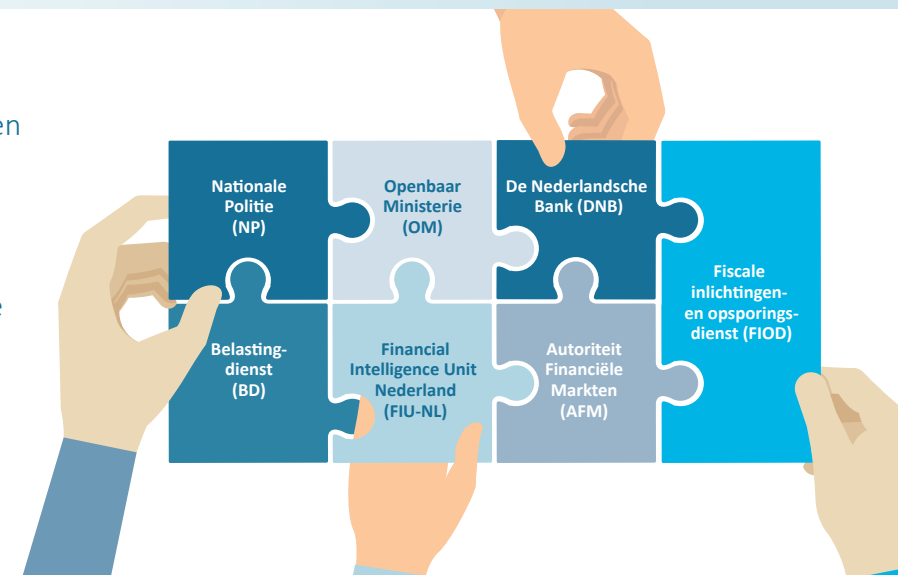 en
e
Nationale
Politie
(NP)
Openbaar
Ministerie
(OM)
De Nederlandsche
Bank (DNB)
Fiscale
inlichtingen-
en opsporings-
dienst (FIOD)
Belasting-
dienst
(BD)
Financial
Intelligence Unit
Nederland
(FIU-NL)
Autoriteit
Financiële
Markten
(AFM)